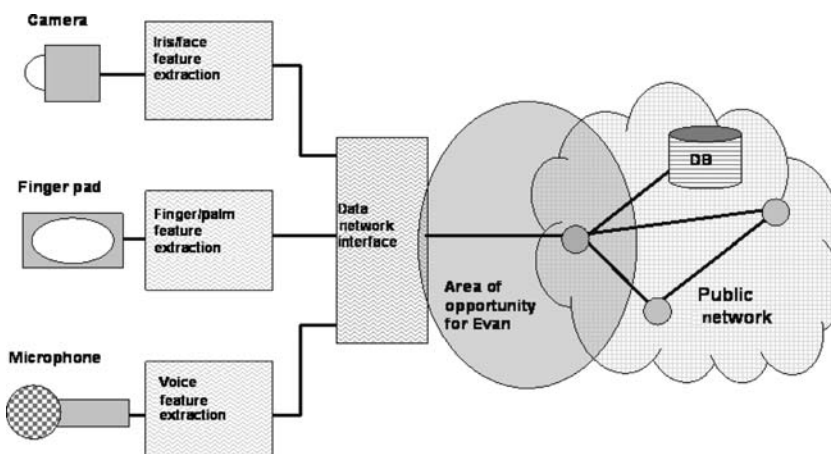 Camera
Iris/face
feature
extraction
Finger pad
Finger/palm
feature
extraction
Microphone
Voice
feature
extraction
Data
network
interface
Area of
opportunity
for Evan
DB
Public
network